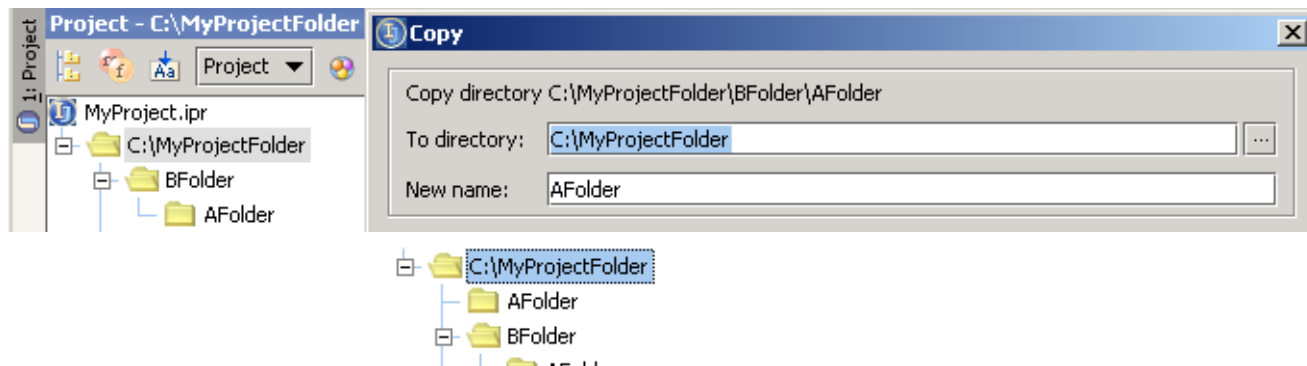 1: Project
Project - C:\MyProjectFolder
Project
MyProject.ipr
C:\MyProjectFolder
BFolder
AFolder
Copy
Copy directory C:\MyProjectFolder\BFolder\AFolder
To directory: C:\MyProjectFolder ...
New name: AFolder
C:\MyProjectFolder
AFolder
BFolder